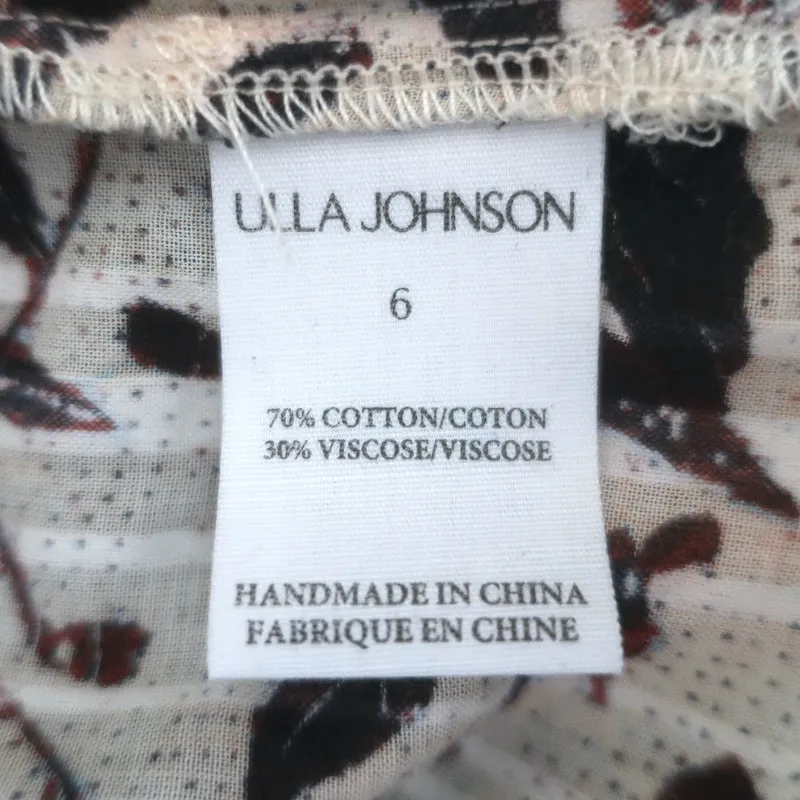 ULLA JOHNSON
6
70% COTTON/COTON
30% VISCOSE/VISCOSE
HANDMADE IN CHINA
FABRIQUE EN CHINE